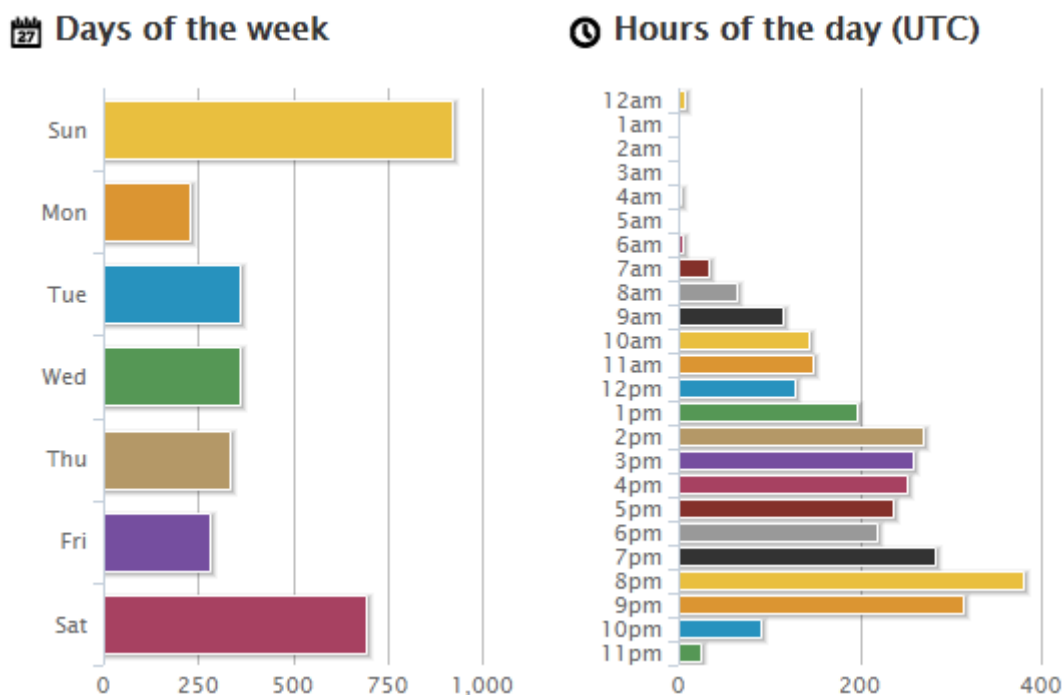 27 Days of the week
Sun
Mon
Tue
Wed
Thu
Fri
Sat
0 250 500 750 1,000
Hours of the day (UTC)
12am
1am
2am
3am
4am
5am
6am
7am
8am
9am
10am
11am
12pm
1pm
2pm
3pm
4pm
5pm
6pm
7pm
8pm
9pm
10pm
11pm
0 200 400